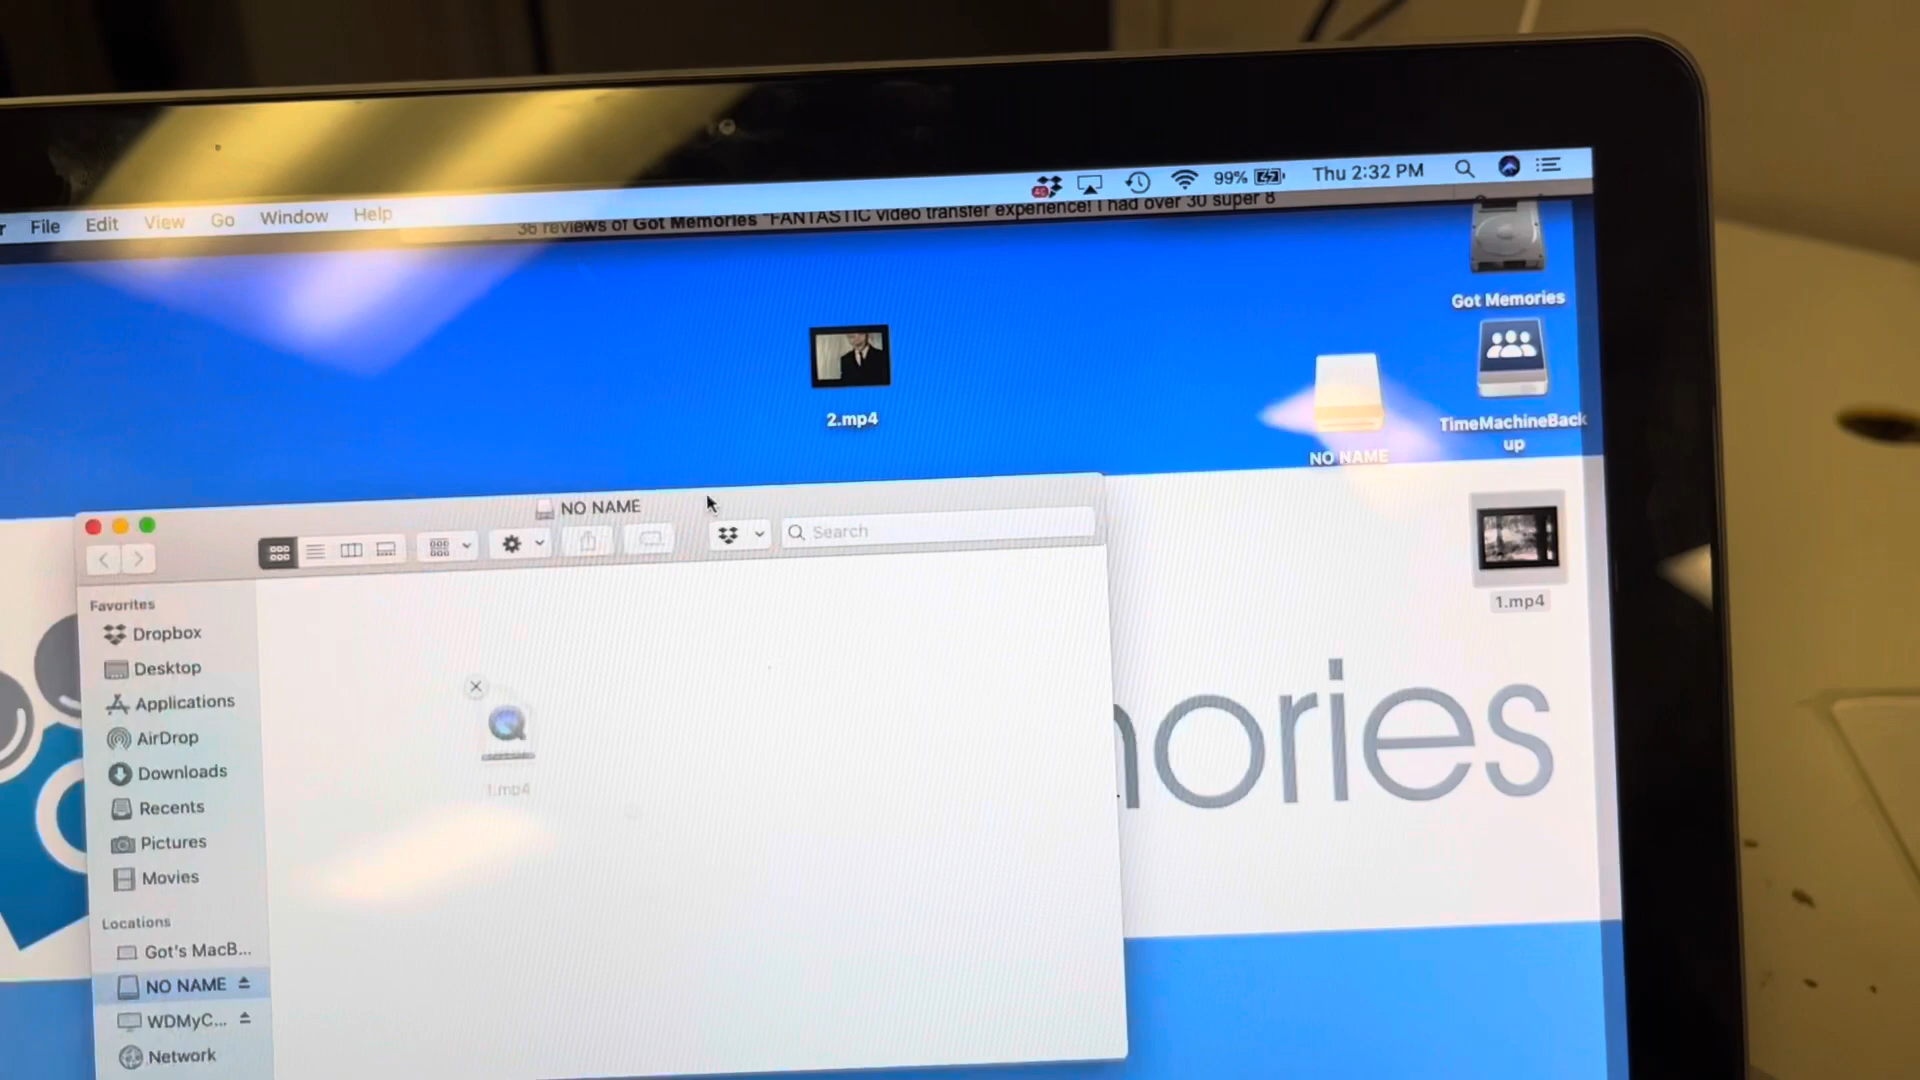 File Edit View Go Window Help 99% Thu 2:32 PM
36 reviews of Got Memories "FANTASTIC video transfer experience! I had over 30 super 8
Got Memories
2.mp4
TimeMachineBack
up
NO NAME
NO NAME
Search
1.mp4
Favorites
Dropbox
Desktop
Applications
AirDrop
Downloads
Recents
Pictures
Movies
1.mp4
ories
Locations
Got's MacB...
NO NAME
WDMyC...
Network